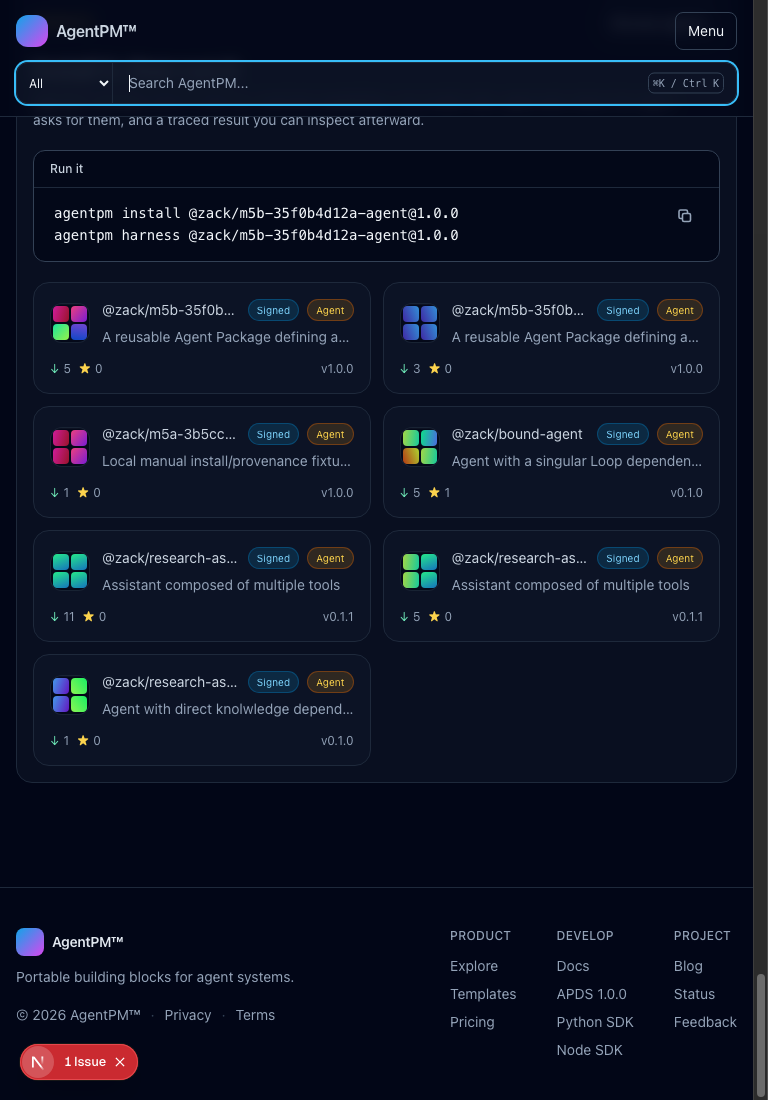 AgentPM™
Menu
All
Search AgentPM...
⌘K / Ctrl K
asks for them, and a traced result you can inspect afterward.
Run it
agentpm install @zack/m5b-35f0b4d12a-agent@1.0.0
agentpm harness @zack/m5b-35f0b4d12a-agent@1.0.0
@zack/m5b-35f0b... Signed Agent
A reusable Agent Package defining a...
↓ 5 ★ 0 v1.0.0
@zack/m5b-35f0b... Signed Agent
A reusable Agent Package defining a...
↓ 3 ★ 0 v1.0.0
@zack/m5a-3b5cc... Signed Agent
Local manual install/provenance fixtu...
↓ 1 ★ 0 v1.0.0
@zack/bound-agent Signed Agent
Agent with a singular Loop dependen...
↓ 5 ★ 1 v0.1.0
@zack/research-as... Signed Agent
Assistant composed of multiple tools
↓ 11 ★ 0 v0.1.1
@zack/research-as... Signed Agent
Assistant composed of multiple tools
↓ 5 ★ 0 v0.1.1
@zack/research-as... Signed Agent
Agent with direct knolwledge depend...
↓ 1 ★ 0 v0.1.0
AgentPM™
Portable building blocks for agent systems.
© 2026 AgentPM™ · Privacy · Terms
PRODUCT
Explore
Templates
Pricing
DEVELOP
Docs
APDS 1.0.0
Python SDK
Node SDK
PROJECT
Blog
Status
Feedback
N 1 Issue ×